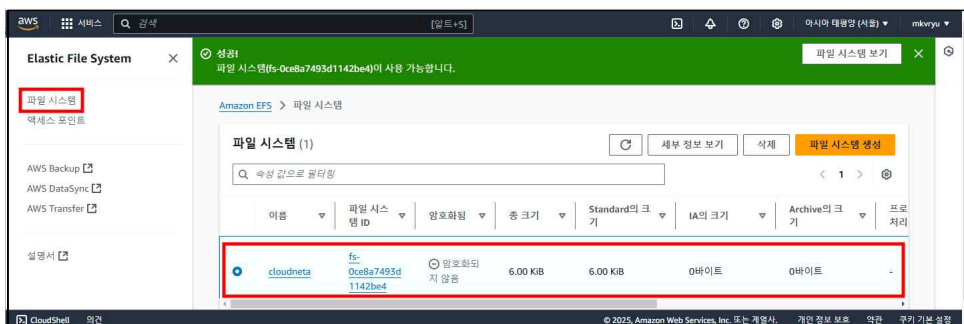 aws
서비스
검색
[알트+S]
아시아 태평양 (서울)
mkvryu
Elastic File System
성공!
파일 시스템(fs-0ce8a7493d1142be4)이 사용 가능합니다.
파일 시스템 보기
파일 시스템
액세스 포인트
AWS Backup
AWS DataSync
AWS Transfer
설명서
Amazon EFS > 파일 시스템
파일 시스템 (1)
세부 정보 보기
삭제
파일 시스템 생성
속성 값으로 필터링
< 1 >
이름
파일 시스
템 ID
암호화됨
총 크기
Standard의 크
기
IA의 크기
Archive의 크
기
프로
처리
cloudneta
fs-
0ce8a7493d
1142be4
암호화되
지 않음
6.00 KiB
6.00 KiB
0바이트
0바이트
-
CloudShell
의견
© 2025, Amazon Web Services, Inc. 또는 계열사.
개인 정보 보호
약관
쿠키 기본 설정